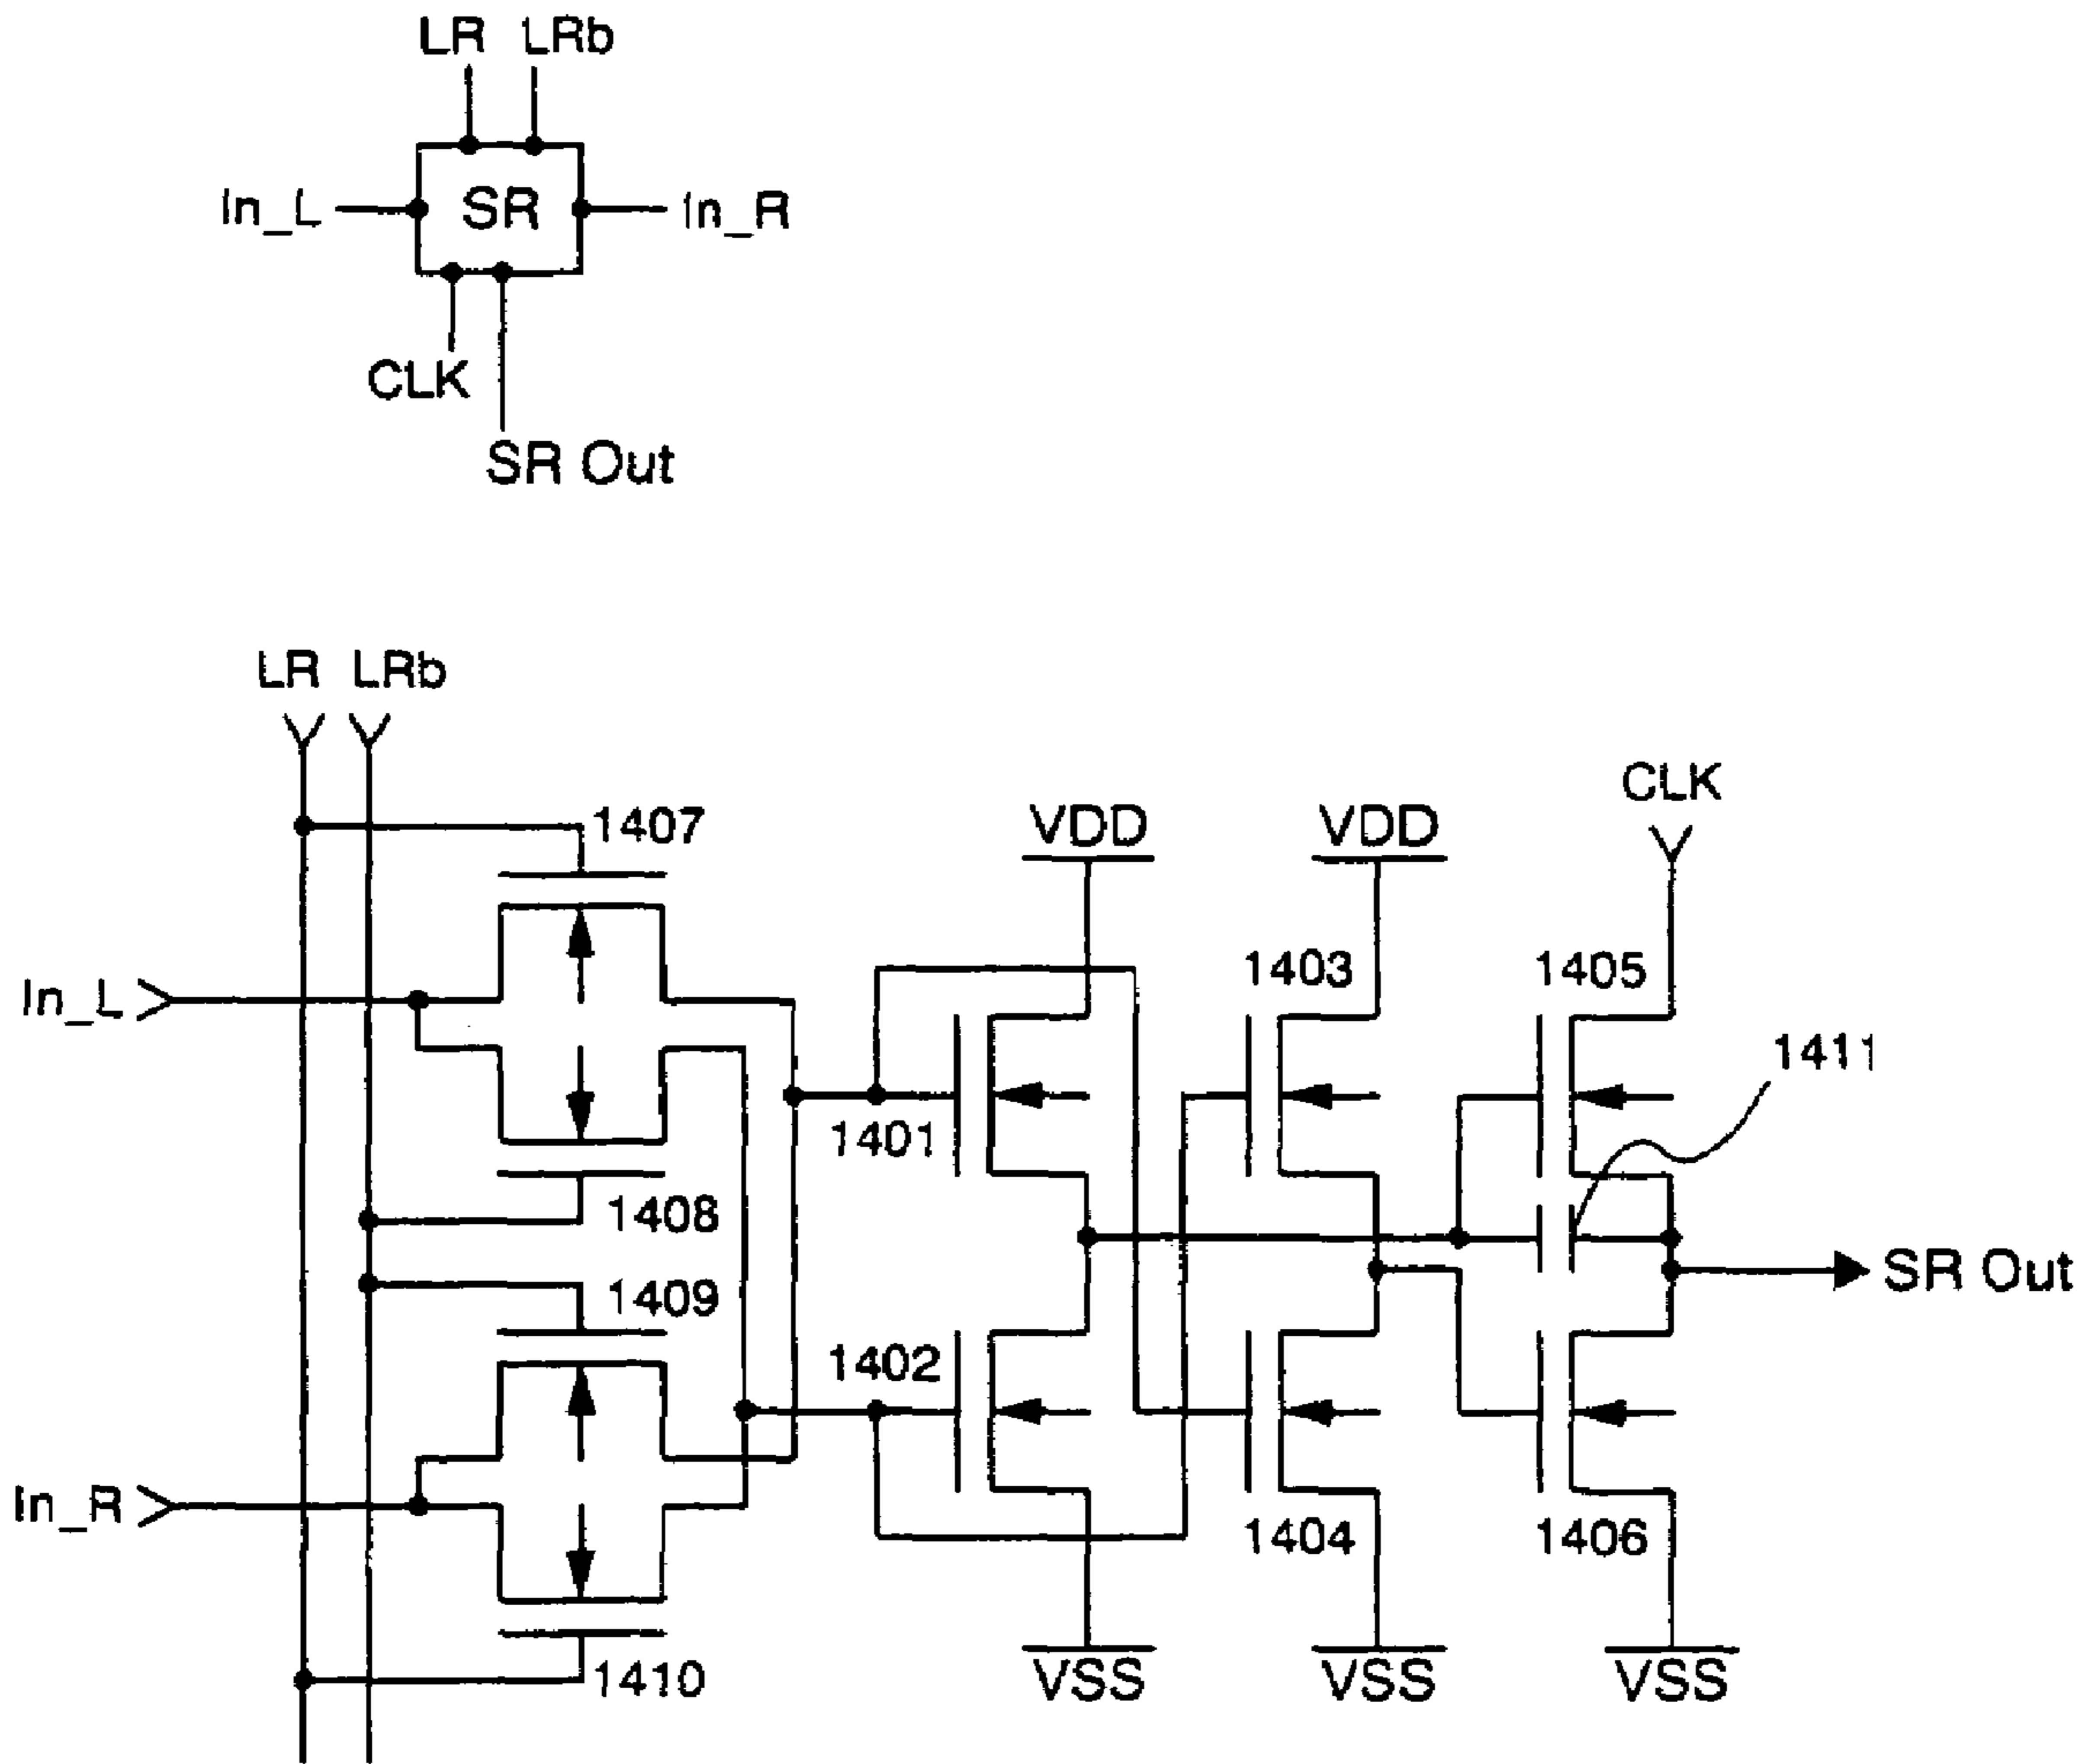 LR LRb
In_L SR In_R
CLK
SR Out
LR LRb
CLK
1407 VDD VDD
1403 1405
In_L
1411
1401
1408
SR Out
1409
1402
In_R
1404 1406
1410 VSS VSS VSS